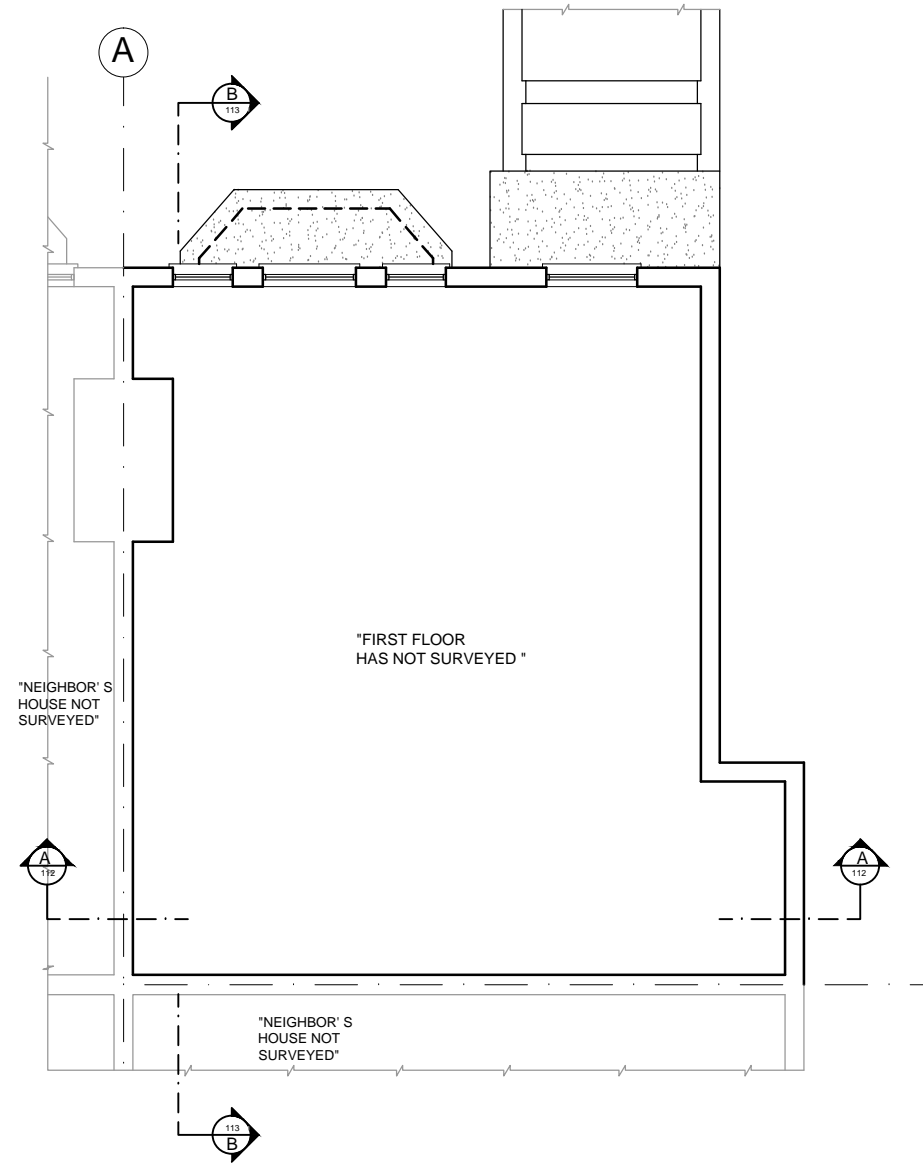 A
B
113
"FIRST FLOOR
HAS NOT SURVEYED "
"NEIGHBOR' S
HOUSE NOT
SURVEYED"
A
112
A
112
"NEIGHBOR' S
HOUSE NOT
SURVEYED"
113
B